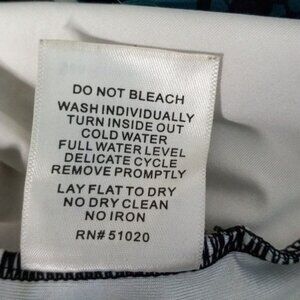 DO NOT BLEACH
WASH INDIVIDUALLY
TURN INSIDE OUT
COLD WATER
FULL WATER LEVEL
DELICATE CYCLE
REMOVE PROMPTLY
LAY FLAT TO DRY
NO DRY CLEAN
NO IRON
RN# 51020